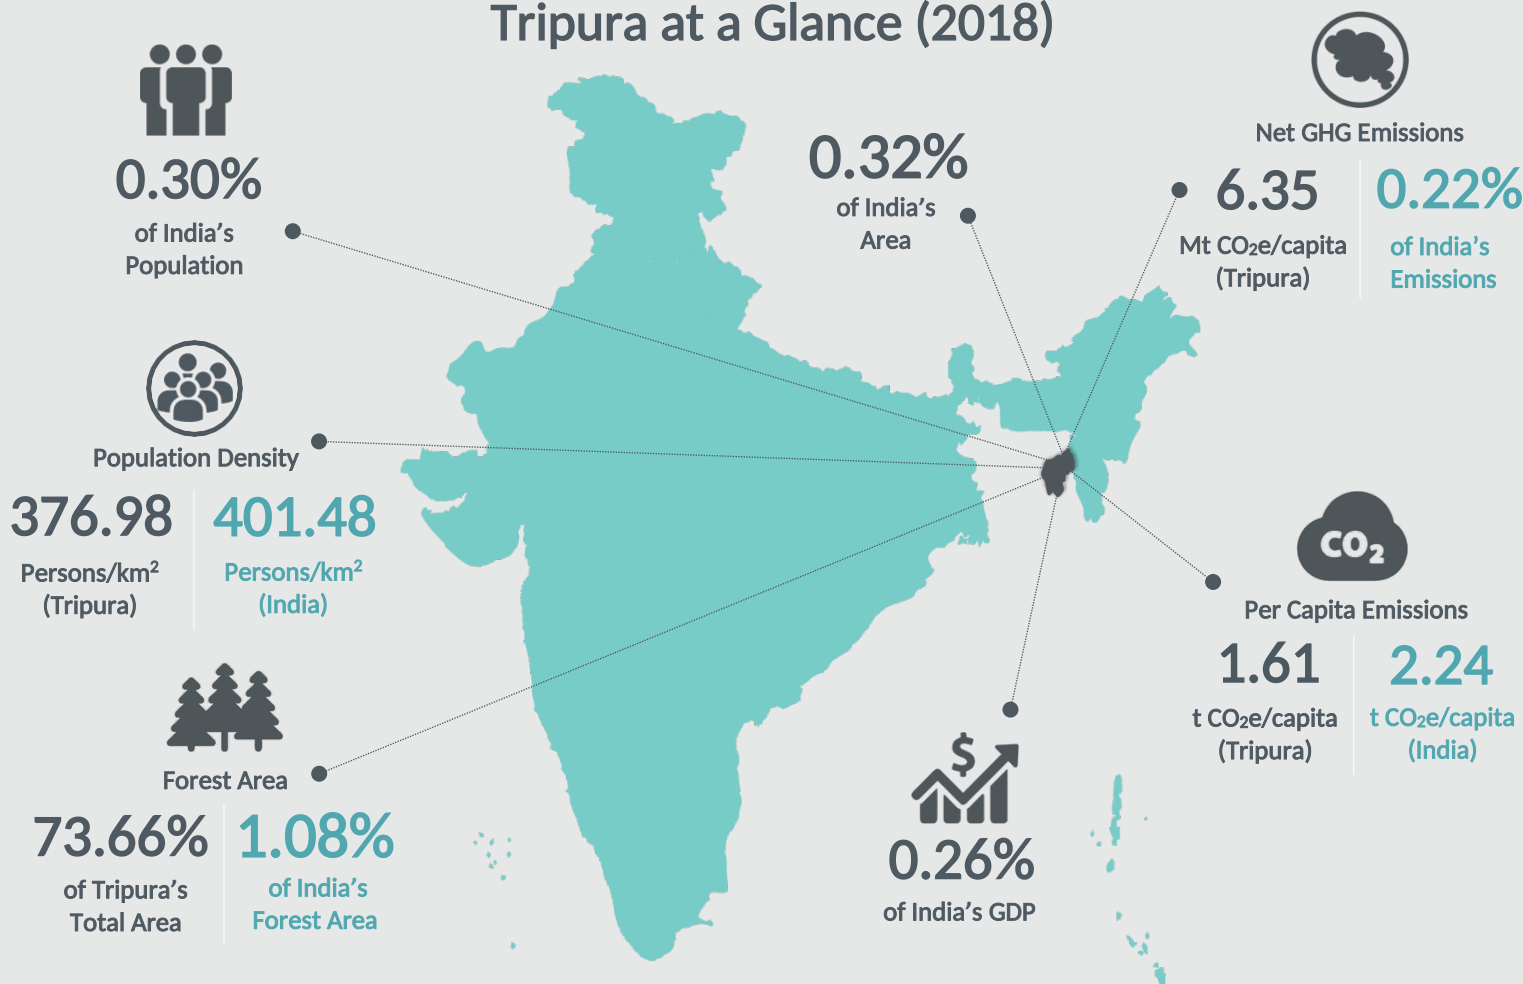 Tripura at a Glance (2018)
0.30%
of India's
Population
0.32%
of India's
Area
Net GHG Emissions
6.35
Mt CO₂e/capita
(Tripura)
0.22%
of India's
Emissions
Population Density
376.98
Persons/km²
(Tripura)
401.48
Persons/km²
(India)
CO₂
Per Capita Emissions
1.61
t CO₂e/capita
(Tripura)
2.24
t CO₂e/capita
(India)
Forest Area
73.66%
of Tripura's
Total Area
1.08%
of India's
Forest Area
$
0.26%
of India's GDP